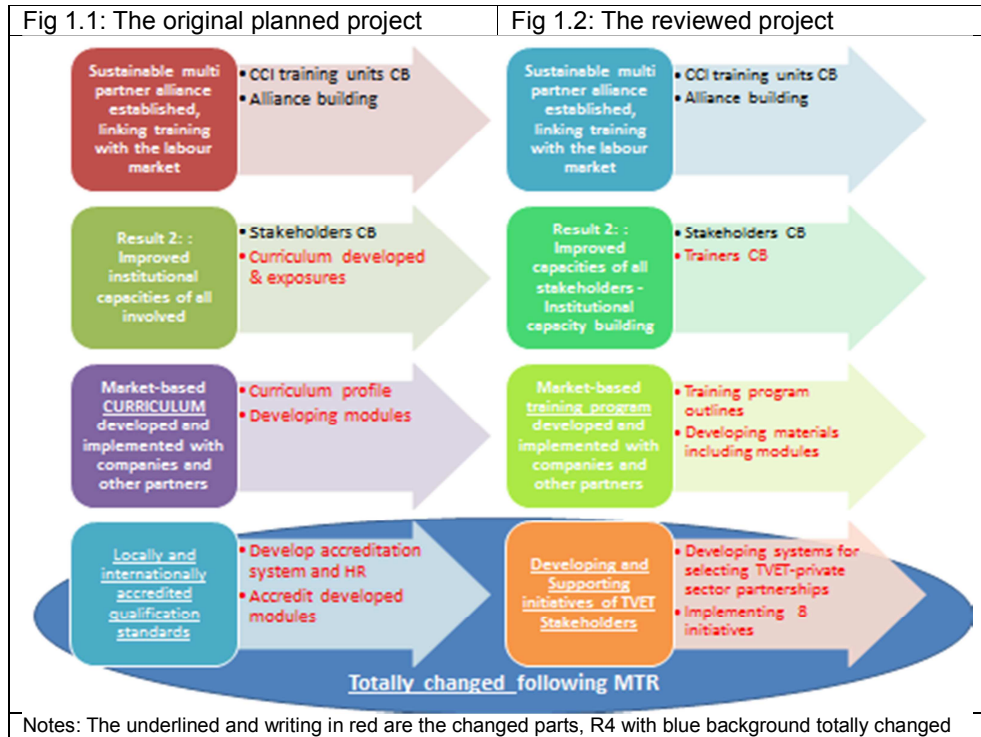 Fig 1.1: The original planned project
Fig 1.2: The reviewed project
Sustainable multi
partner alliance
established,
linking training
with the labour
market
• CCI training units CB
• Alliance building
Sustainable multi
partner alliance
established,
linking training
with the labour
market
• CCI training units CB
• Alliance building
Result 2: :
Improved
institutional
capacities of all
involved
• Stakeholders CB
• Curriculum developed
& exposures
Result 2: :
Improved
capacities of all
stakeholders -
Institutional
capacity building
• Stakeholders CB
• Trainers CB
Market-based
CURRICULUM
developed and
implemented with
companies and
other partners
• Curriculum profile
• Developing modules
Market-based
training program
developed and
implemented with
companies and
other partners
• Training program
outlines
• Developing materials
including modules
Locally and
internationally
accredited
qualification
standards
• Develop accreditation
system and HR
• Accredit developed
modules
Developing and
Supporting
initiatives of TVET
Stakeholders
• Developing systems for
selecting TVET-private
sector partnerships
• Implementing 8
initiatives
Totally changed following MTR
Notes: The underlined and writing in red are the changed parts, R4 with blue background totally changed